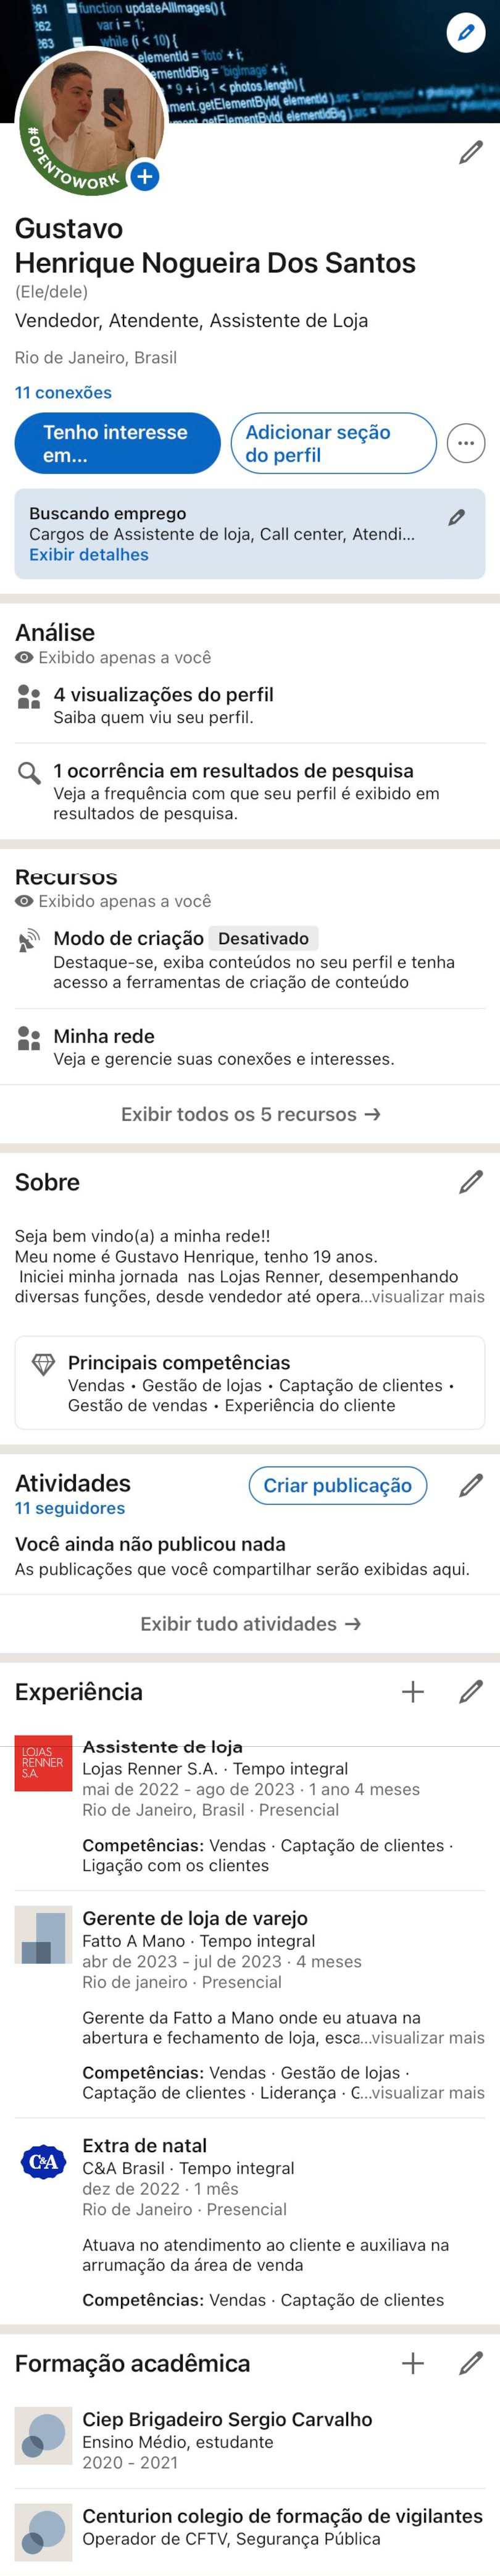 261 function updateAllImages() {
262 var i = 1;
263 while (i < 10) {
elementId = 'foto' + i;
mentIdBig = 'bigImage' + i;
* 9 + i - 1 < photos.length) {
ment.getElementById( elementId ).src =
getElementById( elementIdBig ).src =
#OPENTOWORK
Gustavo
Henrique Nogueira Dos Santos
(Ele/dele)
Vendedor, Atendente, Assistente de Loja
Rio de Janeiro, Brasil
11 conexões
Tenho interesse em...
Adicionar seção do perfil
Buscando emprego
Cargos de Assistente de loja, Call center, Atendi...
Exibir detalhes
Análise
Exibido apenas a você
4 visualizações do perfil
Saiba quem viu seu perfil.
1 ocorrência em resultados de pesquisa
Veja a frequência com que seu perfil é exibido em
resultados de pesquisa.
Recursos
Exibido apenas a você
Modo de criação Desativado
Destaque-se, exiba conteúdos no seu perfil e tenha
acesso a ferramentas de criação de conteúdo
Minha rede
Veja e gerencie suas conexões e interesses.
Exibir todos os 5 recursos →
Sobre
Seja bem vindo(a) a minha rede!!
Meu nome é Gustavo Henrique, tenho 19 anos.
Iniciei minha jornada nas Lojas Renner, desempenhando
diversas funções, desde vendedor até opera...visualizar mais
Principais competências
Vendas • Gestão de lojas • Captação de clientes •
Gestão de vendas • Experiência do cliente
Atividades
Criar publicação
11 seguidores
Você ainda não publicou nada
As publicações que você compartilhar serão exibidas aqui.
Exibir tudo atividades →
Experiência
LOJAS
RENNER
S.A.
Assistente de loja
Lojas Renner S.A. · Tempo integral
mai de 2022 - ago de 2023 · 1 ano 4 meses
Rio de Janeiro, Brasil · Presencial
Competências: Vendas · Captação de clientes ·
Ligação com os clientes
Gerente de loja de varejo
Fatto A Mano · Tempo integral
abr de 2023 - jul de 2023 · 4 meses
Rio de janeiro · Presencial
Gerente da Fatto a Mano onde eu atuava na
abertura e fechamento de loja, esca...visualizar mais
Competências: Vendas · Gestão de lojas ·
Captação de clientes · Liderança · C...visualizar mais
C&A
Extra de natal
C&A Brasil · Tempo integral
dez de 2022 · 1 mês
Rio de Janeiro · Presencial
Atuava no atendimento ao cliente e auxiliava na
arrumação da área de venda
Competências: Vendas · Captação de clientes
Formação acadêmica
Ciep Brigadeiro Sergio Carvalho
Ensino Médio, estudante
2020 - 2021
Centurion colegio de formação de vigilantes
Operador de CFTV, Segurança Pública